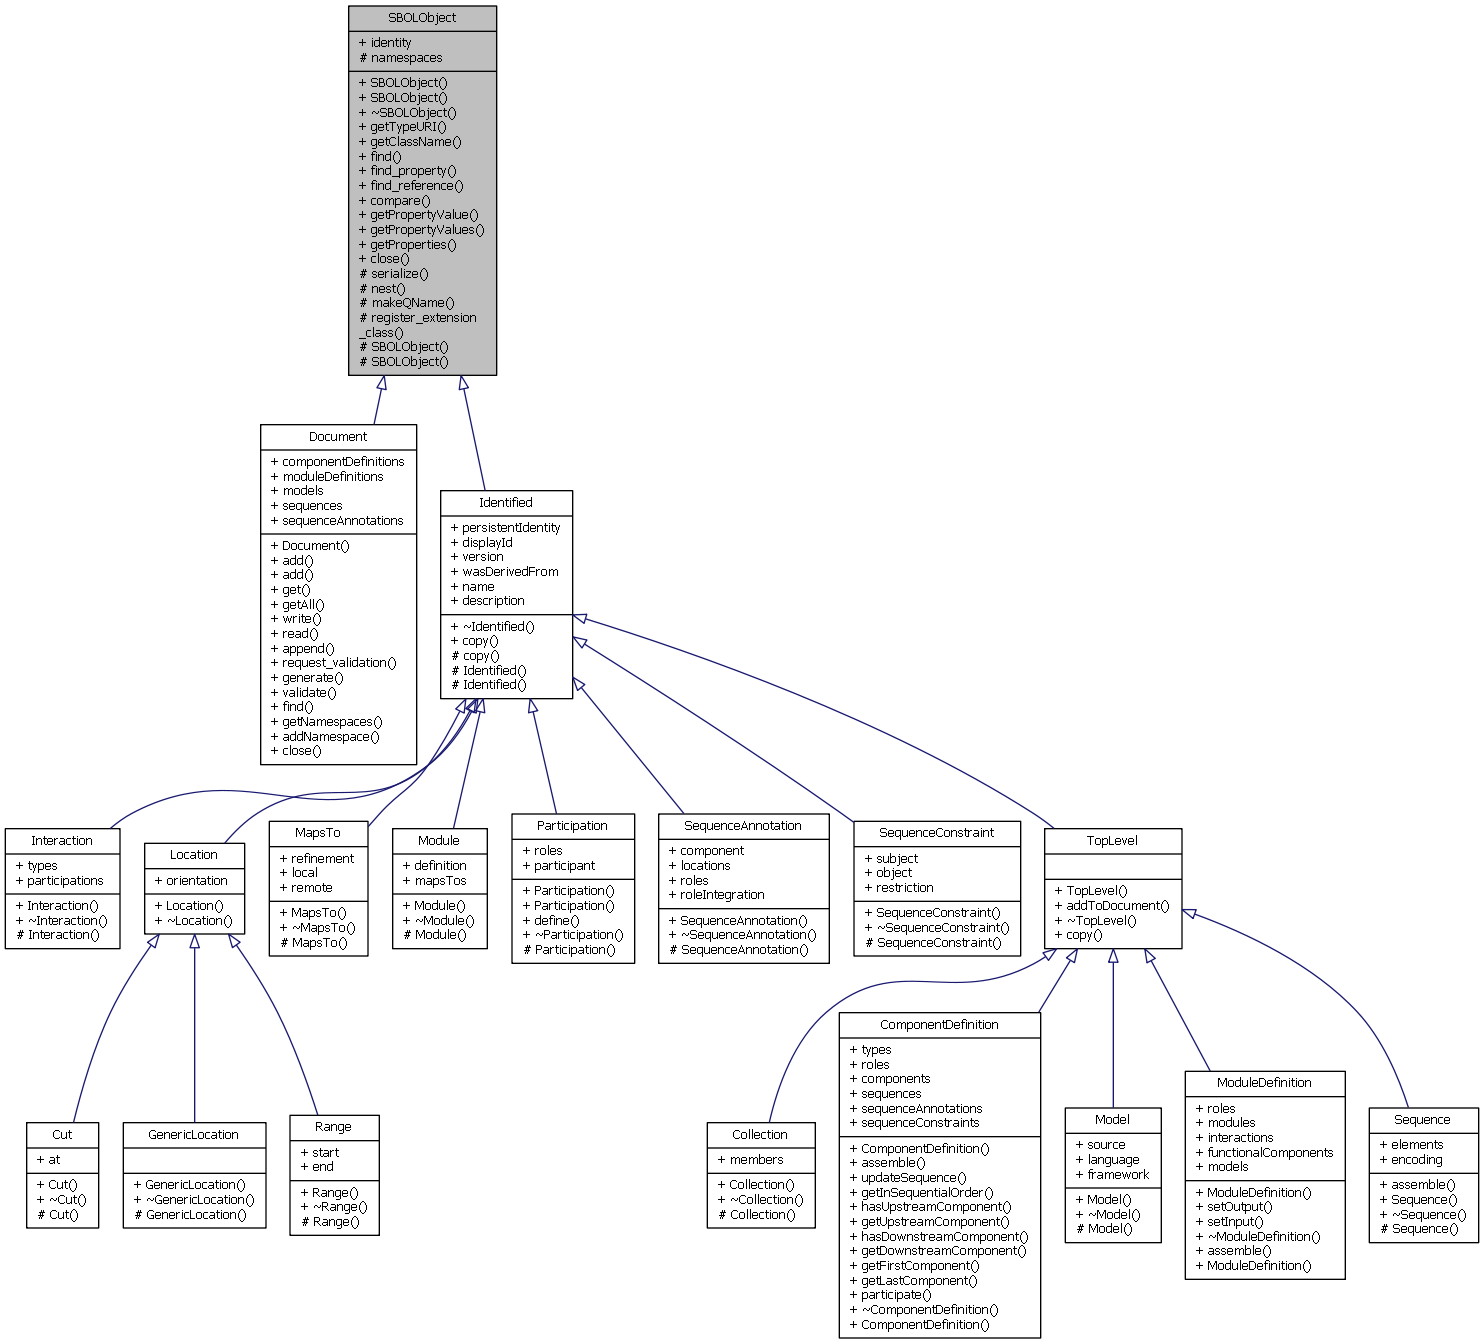 SBOLObject
+ identity
# namespaces
+ SBOLObject()
+ SBOLObject()
+ ~SBOLObject()
+ getTypeURI()
+ getClassName()
+ find()
+ find_property()
+ find_reference()
+ compare()
+ getPropertyValue()
+ getPropertyValues()
+ getProperties()
+ close()
# serialize()
# nest()
# makeQName()
# register_extension
_class()
# SBOLObject()
# SBOLObject()
Document
+ componentDefinitions
+ moduleDefinitions
+ models
+ sequences
+ sequenceAnnotations
+ Document()
+ add()
+ add()
+ get()
+ getAll()
+ write()
+ read()
+ append()
+ request_validation()
+ generate()
+ validate()
+ find()
+ getNamespaces()
+ addNamespace()
+ close()
Identified
+ persistentIdentity
+ displayId
+ version
+ wasDerivedFrom
+ name
+ description
+ ~Identified()
+ copy()
# copy()
# Identified()
# Identified()
Interaction
+ types
+ participations
+ Interaction()
+ ~Interaction()
# Interaction()
Location
+ orientation
+ Location()
+ ~Location()
MapsTo
+ refinement
+ local
+ remote
+ MapsTo()
+ ~MapsTo()
# MapsTo()
Module
+ definition
+ mapsTos
+ Module()
+ ~Module()
# Module()
Participation
+ roles
+ participant
+ Participation()
+ Participation()
+ define()
+ ~Participation()
# Participation()
SequenceAnnotation
+ component
+ locations
+ roles
+ roleIntegration
+ SequenceAnnotation()
+ ~SequenceAnnotation()
# SequenceAnnotation()
SequenceConstraint
+ subject
+ object
+ restriction
+ SequenceConstraint()
+ ~SequenceConstraint()
# SequenceConstraint()
TopLevel
+ TopLevel()
+ addToDocument()
+ ~TopLevel()
+ copy()
Cut
+ at
+ Cut()
+ ~Cut()
# Cut()
GenericLocation
+ GenericLocation()
+ ~GenericLocation()
# GenericLocation()
Range
+ start
+ end
+ Range()
+ ~Range()
# Range()
Collection
+ members
+ Collection()
+ ~Collection()
# Collection()
ComponentDefinition
+ types
+ roles
+ components
+ sequences
+ sequenceAnnotations
+ sequenceConstraints
+ ComponentDefinition()
+ assemble()
+ updateSequence()
+ getInSequentialOrder()
+ hasUpstreamComponent()
+ getUpstreamComponent()
+ hasDownstreamComponent()
+ getDownstreamComponent()
+ getFirstComponent()
+ getLastComponent()
+ participate()
+ ~ComponentDefinition()
+ ComponentDefinition()
Model
+ source
+ language
+ framework
+ Model()
+ ~Model()
# Model()
ModuleDefinition
+ roles
+ modules
+ interactions
+ functionalComponents
+ models
+ ModuleDefinition()
+ setOutput()
+ setInput()
+ ~ModuleDefinition()
+ assemble()
+ ModuleDefinition()
Sequence
+ elements
+ encoding
+ assemble()
+ Sequence()
+ ~Sequence()
# Sequence()